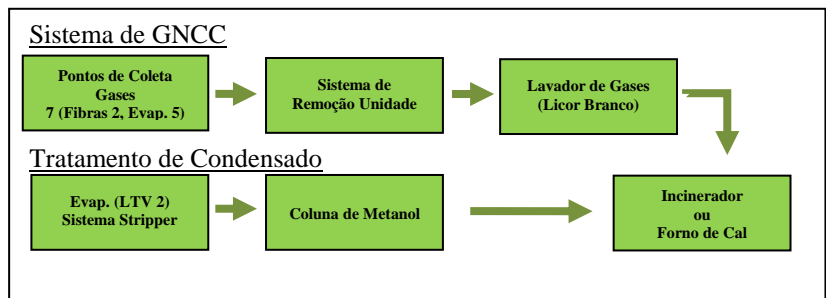 Sistema de GNCC
Pontos de Coleta
Gases
7 (Fibras 2, Evap. 5)
Sistema de
Remoção Unidade
Lavador de Gases
(Licor Branco)
Tratamento de Condensado
Evap. (LTV 2)
Sistema Stripper
Coluna de Metanol
Incinerador
ou
Forno de Cal